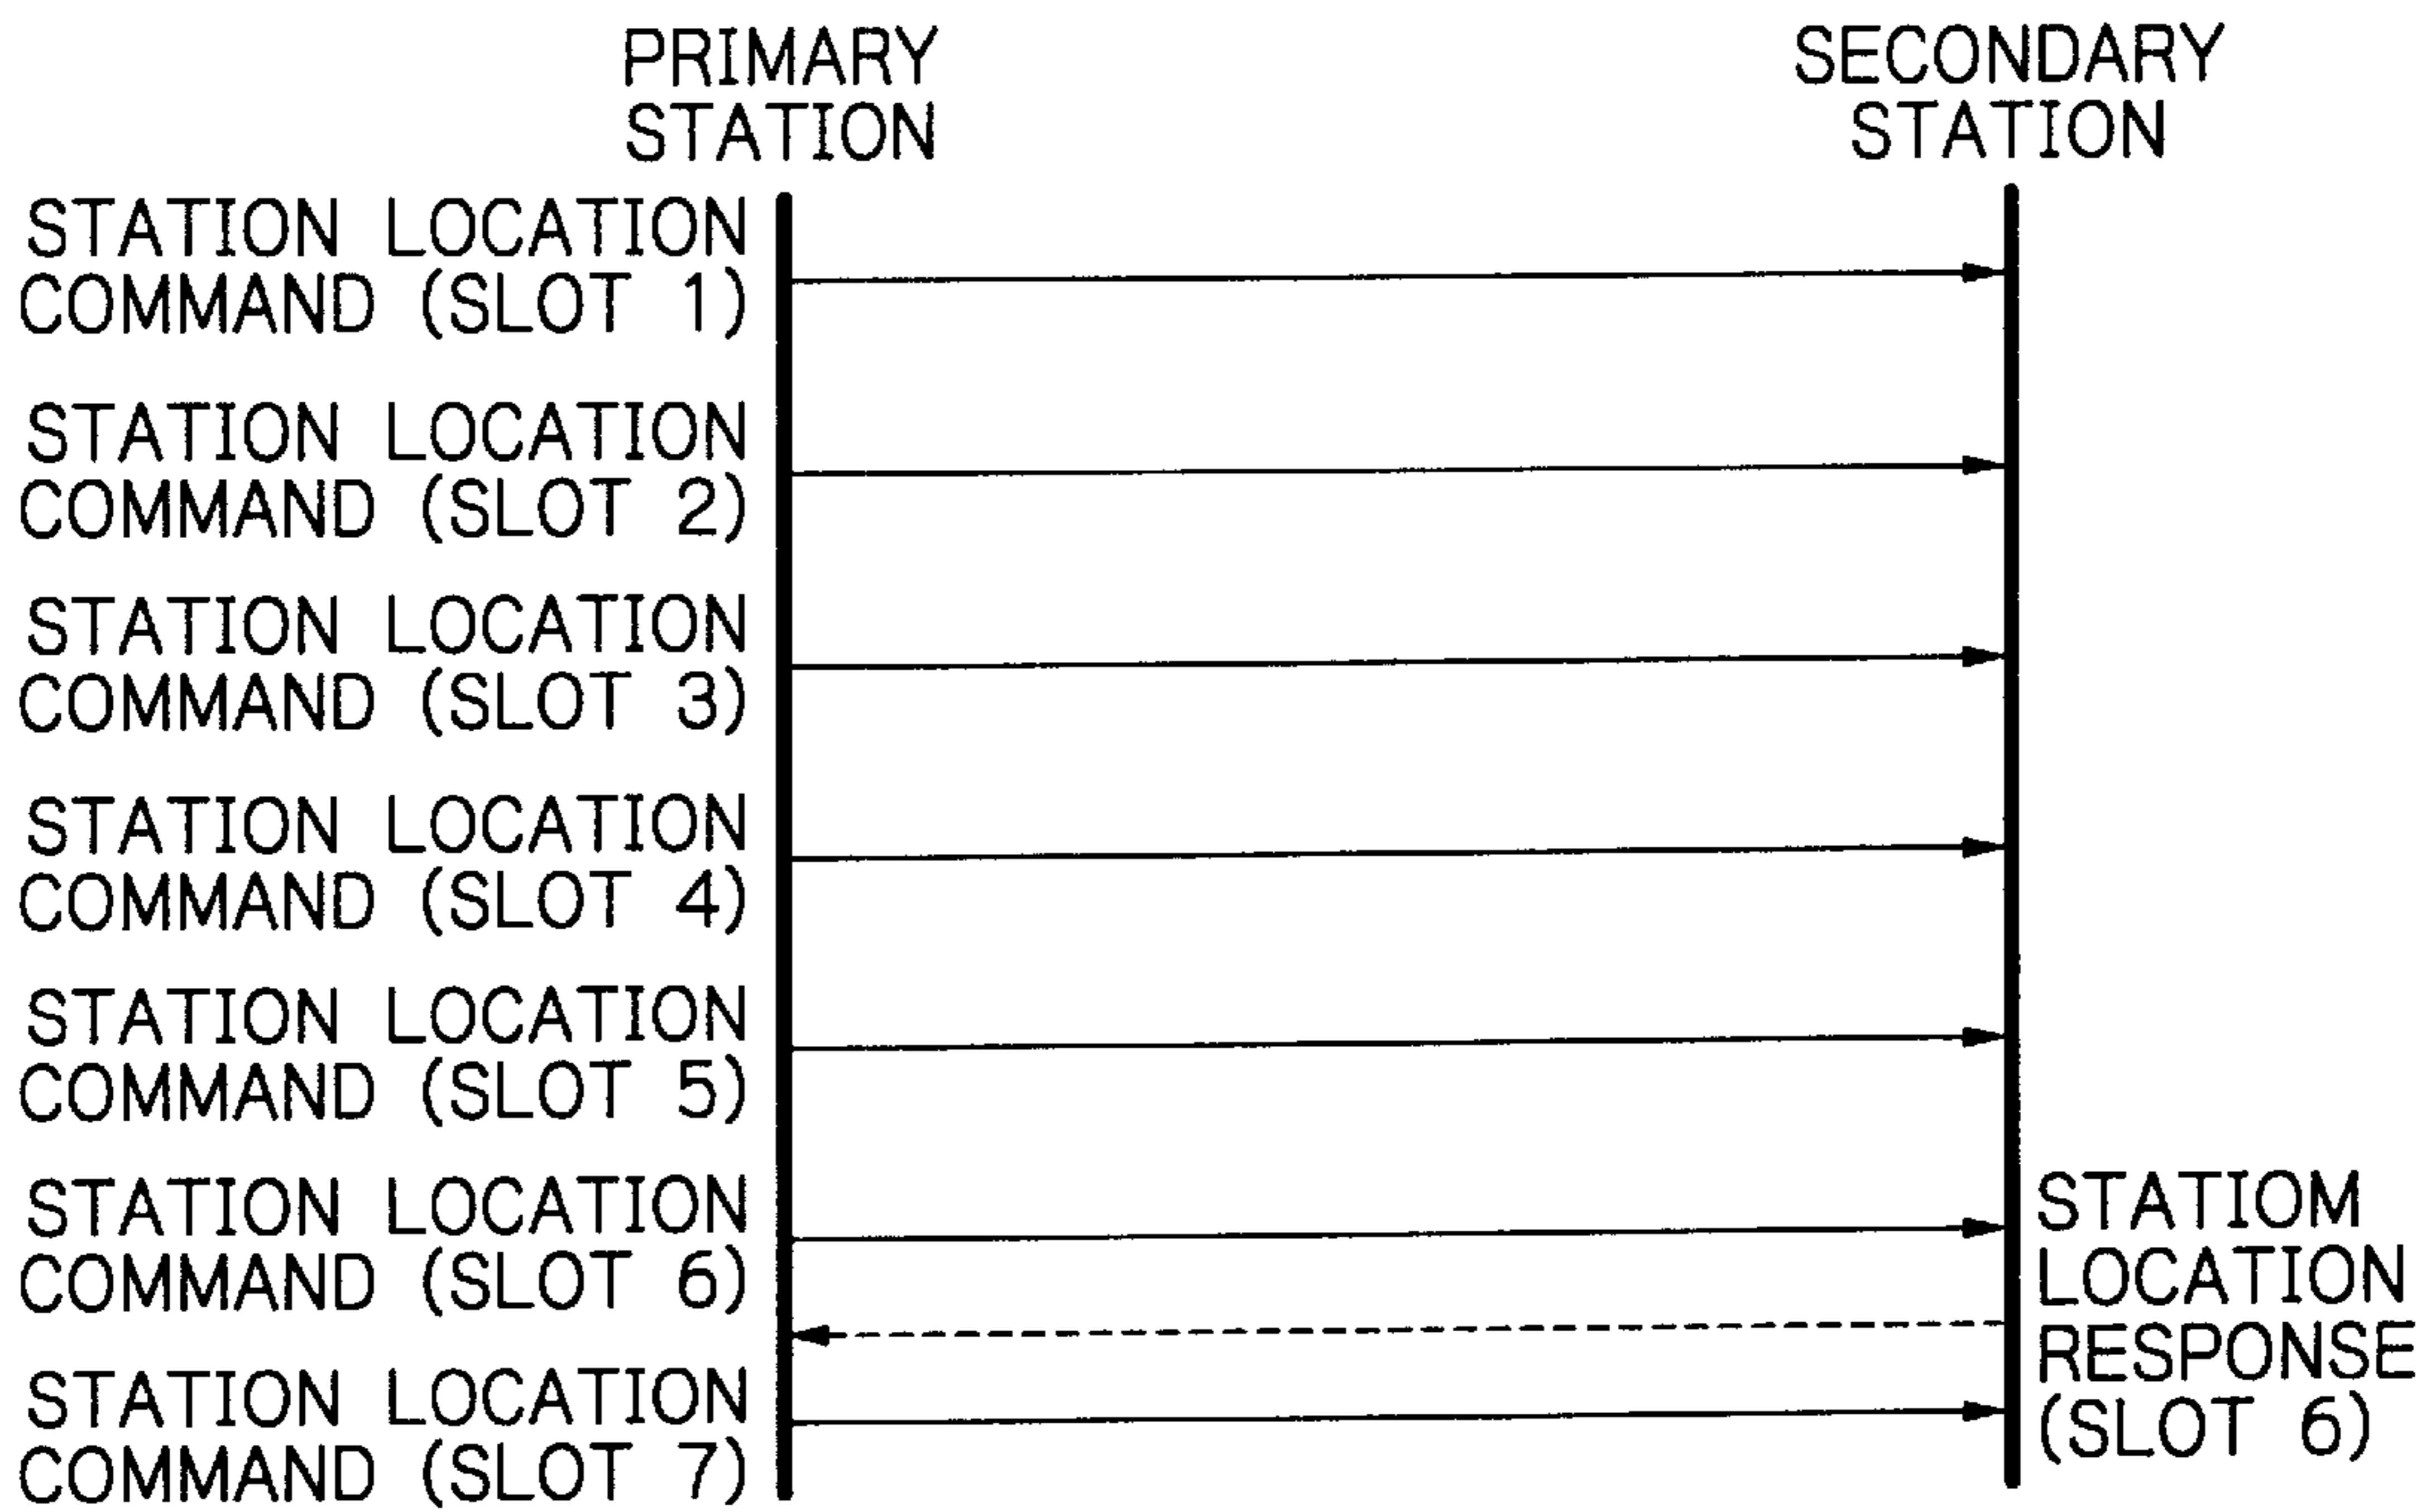 PRIMARY
STATION
SECONDARY
STATION
STATION LOCATION
COMMAND (SLOT 1)
STATION LOCATION
COMMAND (SLOT 2)
STATION LOCATION
COMMAND (SLOT 3)
STATION LOCATION
COMMAND (SLOT 4)
STATION LOCATION
COMMAND (SLOT 5)
STATION LOCATION
COMMAND (SLOT 6)
STATIOM
LOCATION
RESPONSE
(SLOT 6)
STATION LOCATION
COMMAND (SLOT 7)